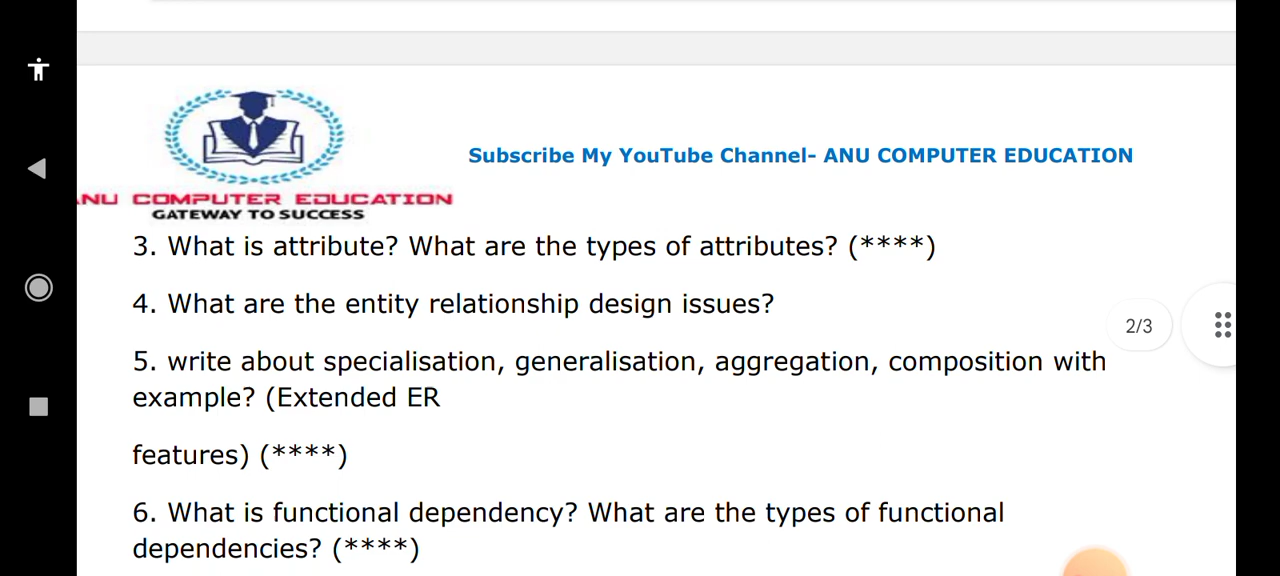 Subscribe My YouTube Channel- ANU COMPUTER EDUCATION
ANU COMPUTER EDUCATION
GATEWAY TO SUCCESS
3. What is attribute? What are the types of attributes? (****)
4. What are the entity relationship design issues?
2/3
5. write about specialisation, generalisation, aggregation, composition with
example? (Extended ER
features) (****)
6. What is functional dependency? What are the types of functional
dependencies? (****)